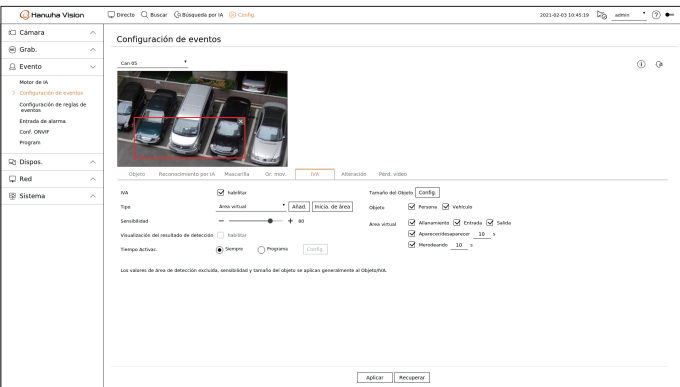 Hanwha Vision
Directo Buscar Búsqueda por IA Config.
2021-02-03 10:45:19 admin
Cámara
Grab.
Evento
Motor de IA
Configuración de eventos
Configuración de reglas de
eventos
Entrada de alarma
Conf. ONVIF
Program
Dispos.
Red
Sistema
Configuración de eventos
Can 05
Objeto Reconocimiento por IA Mascarilla Gr. mov. IVA Alteración Pérd. vídeo
IVA habilitar
Tipo Área virtual Añad. Inicia. de área
Sensibilidad − + 80
Visualización del resultado de detección habilitar
Tiempo Activac. Siempre Programa Config.
Tamaño del Objeto Config.
Objeto Persona Vehículo
Área virtual Allanamiento Entrada Salida
Aparecer/desaparecer 10 s
Merodeando 10 s
Los valores de área de detección excluida, sensibilidad y tamaño del objeto se aplican generalmente al Objeto/IVA.
Aplicar Recuperar